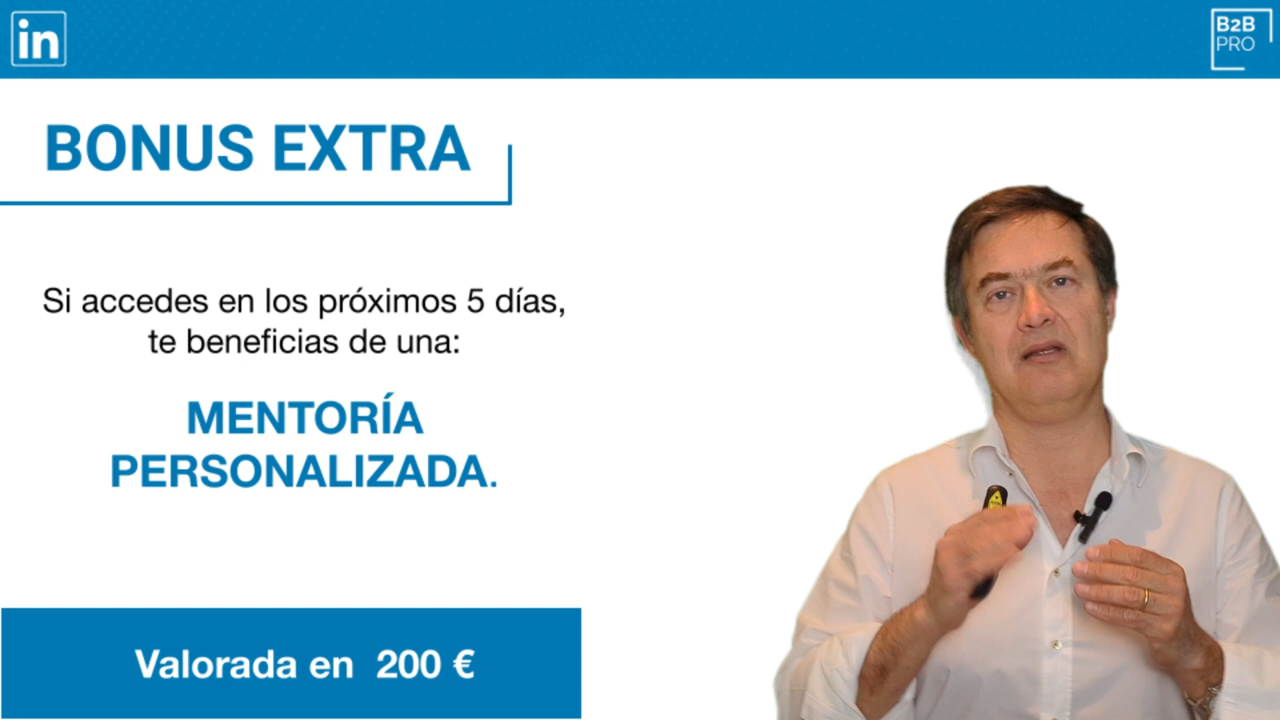 in
B2B
PRO
BONUS EXTRA
Si accedes en los próximos 5 días,
te beneficias de una:
MENTORÍA
PERSONALIZADA.
Valorada en 200 €